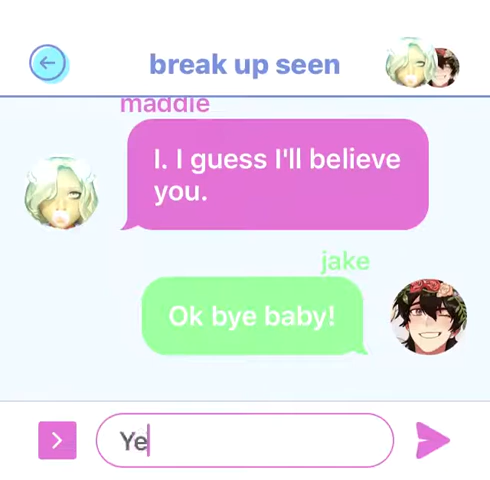 break up seen
maddie
I. I guess I'll believe
you.
jake
Ok bye baby!
Ye